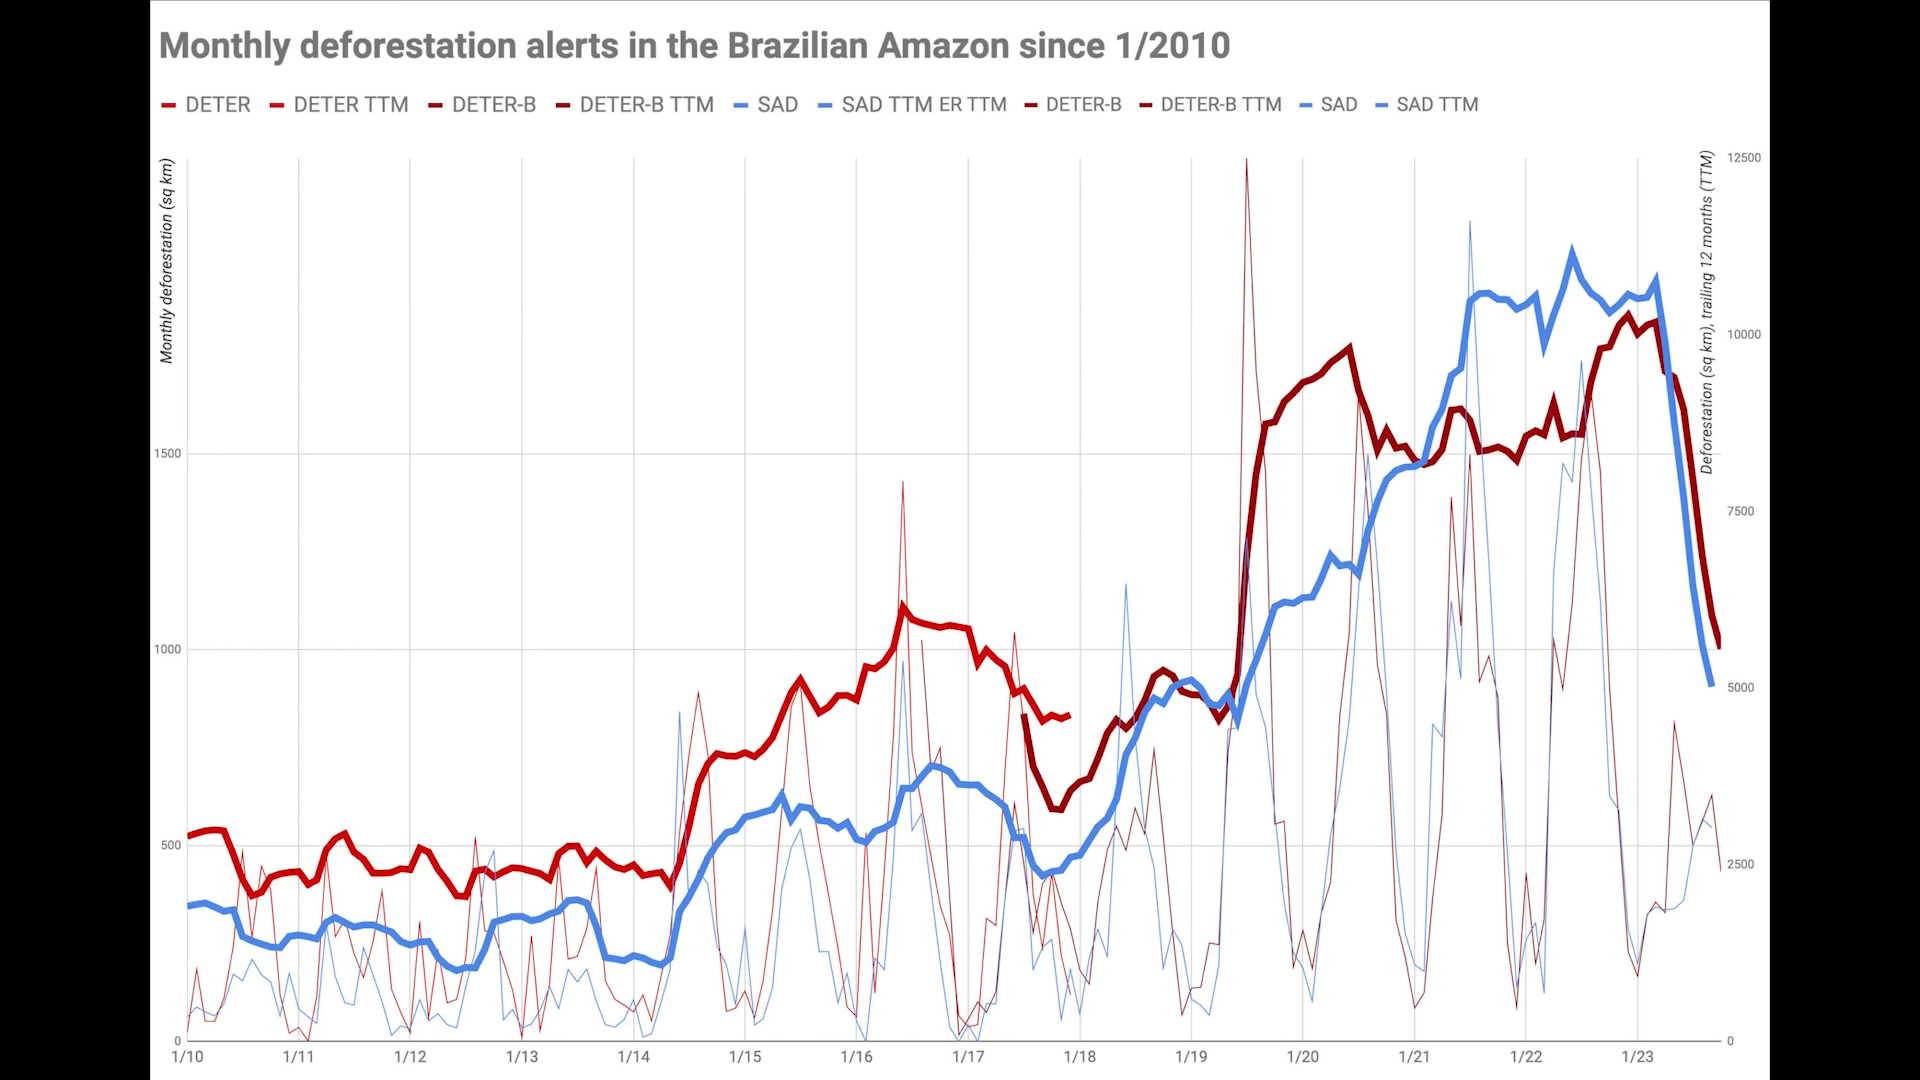 Monthly deforestation alerts in the Brazilian Amazon since 1/2010
DETER DETER TTM DETER-B DETER-B TTM SAD SAD TTM ER TTM DETER-B DETER-B TTM SAD SAD TTM
Monthly deforestation (sq km)
1500
1000
500
0
Deforestation (sq km), trailing 12 months (TTM)
12500
10000
7500
5000
2500
0
1/10 1/11 1/12 1/13 1/14 1/15 1/16 1/17 1/18 1/19 1/20 1/21 1/22 1/23